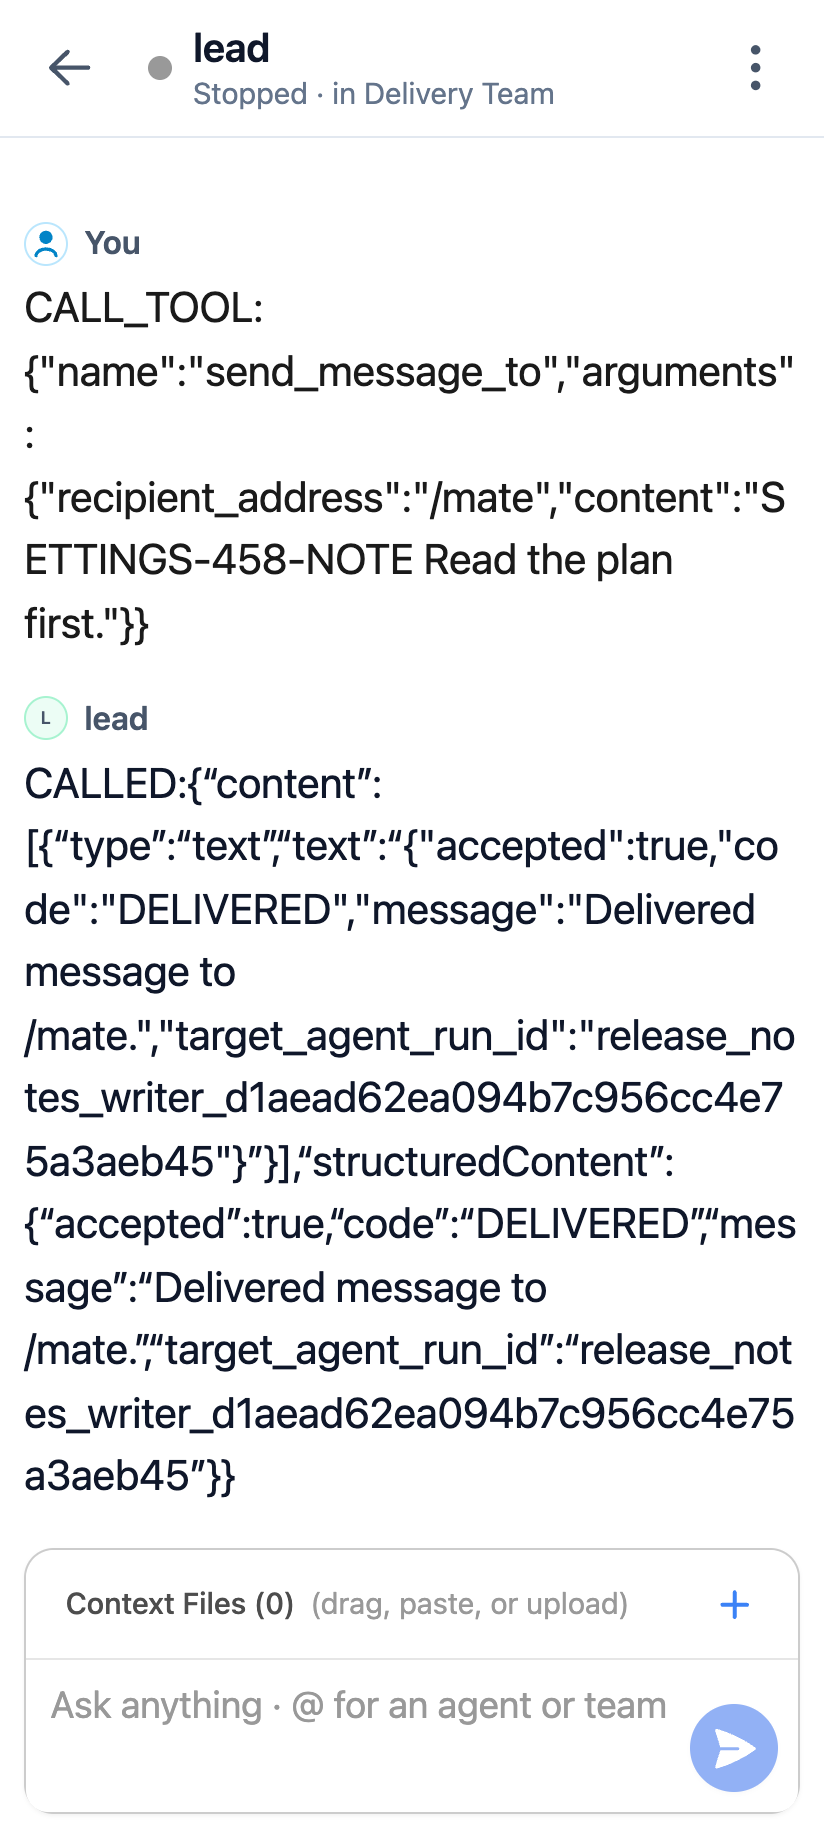 lead
Stopped · in Delivery Team
You
CALL_TOOL:
{"name":"send_message_to","arguments"
:
{"recipient_address":"/mate","content":"S
ETTINGS-458-NOTE Read the plan
first."}}
L
lead
CALLED:{“content”:
[{“type”:“text”,“text”:“{"accepted":true,"co
de":"DELIVERED","message":"Delivered
message to
/mate.","target_agent_run_id":"release_no
tes_writer_d1aead62ea094b7c956cc4e7
5a3aeb45"}”}],“structuredContent”:
{“accepted”:true,“code”:“DELIVERED”,“mes
sage”:“Delivered message to
/mate.”,“target_agent_run_id”:“release_not
es_writer_d1aead62ea094b7c956cc4e75
a3aeb45”}}
Context Files (0) (drag, paste, or upload)
Ask anything · @ for an agent or team